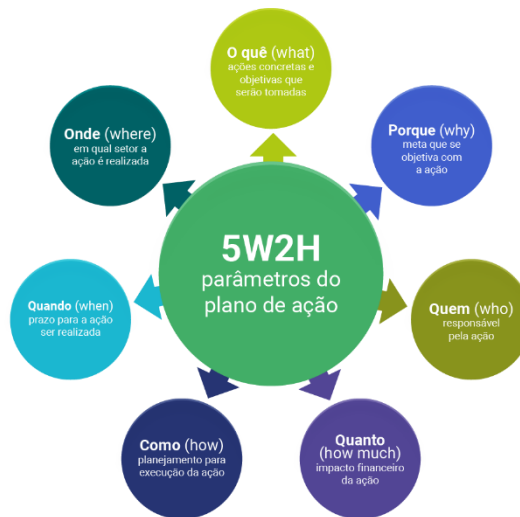 O quê (what)
ações concretas e
objetivas que
serão tomadas
Onde (where)
em qual setor a
ação é realizada
Porque (why)
meta que se
objetiva com
a ação
5W2H
parâmetros do
plano de ação
Quando (when)
prazo para a ação
ser realizada
Quem (who)
responsável
pela ação
Como (how)
planejamento para
execução da ação
Quanto
(how much)
impacto financeiro
da ação